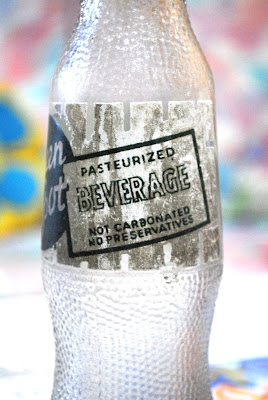 PASTEURIZED
BEVERAGE
NOT CARBONATED
NO PRESERVATIVES